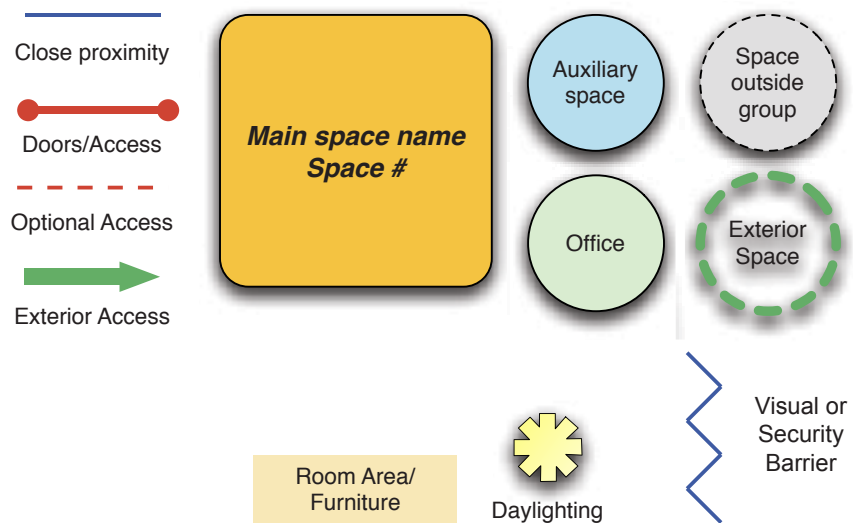 Close proximity
Doors/Access
Optional Access
Exterior Access
Main space name
Space #
Auxiliary
space
Space
outside
group
Office
Exterior
Space
Room Area/
Furniture
Daylighting
Visual or
Security
Barrier